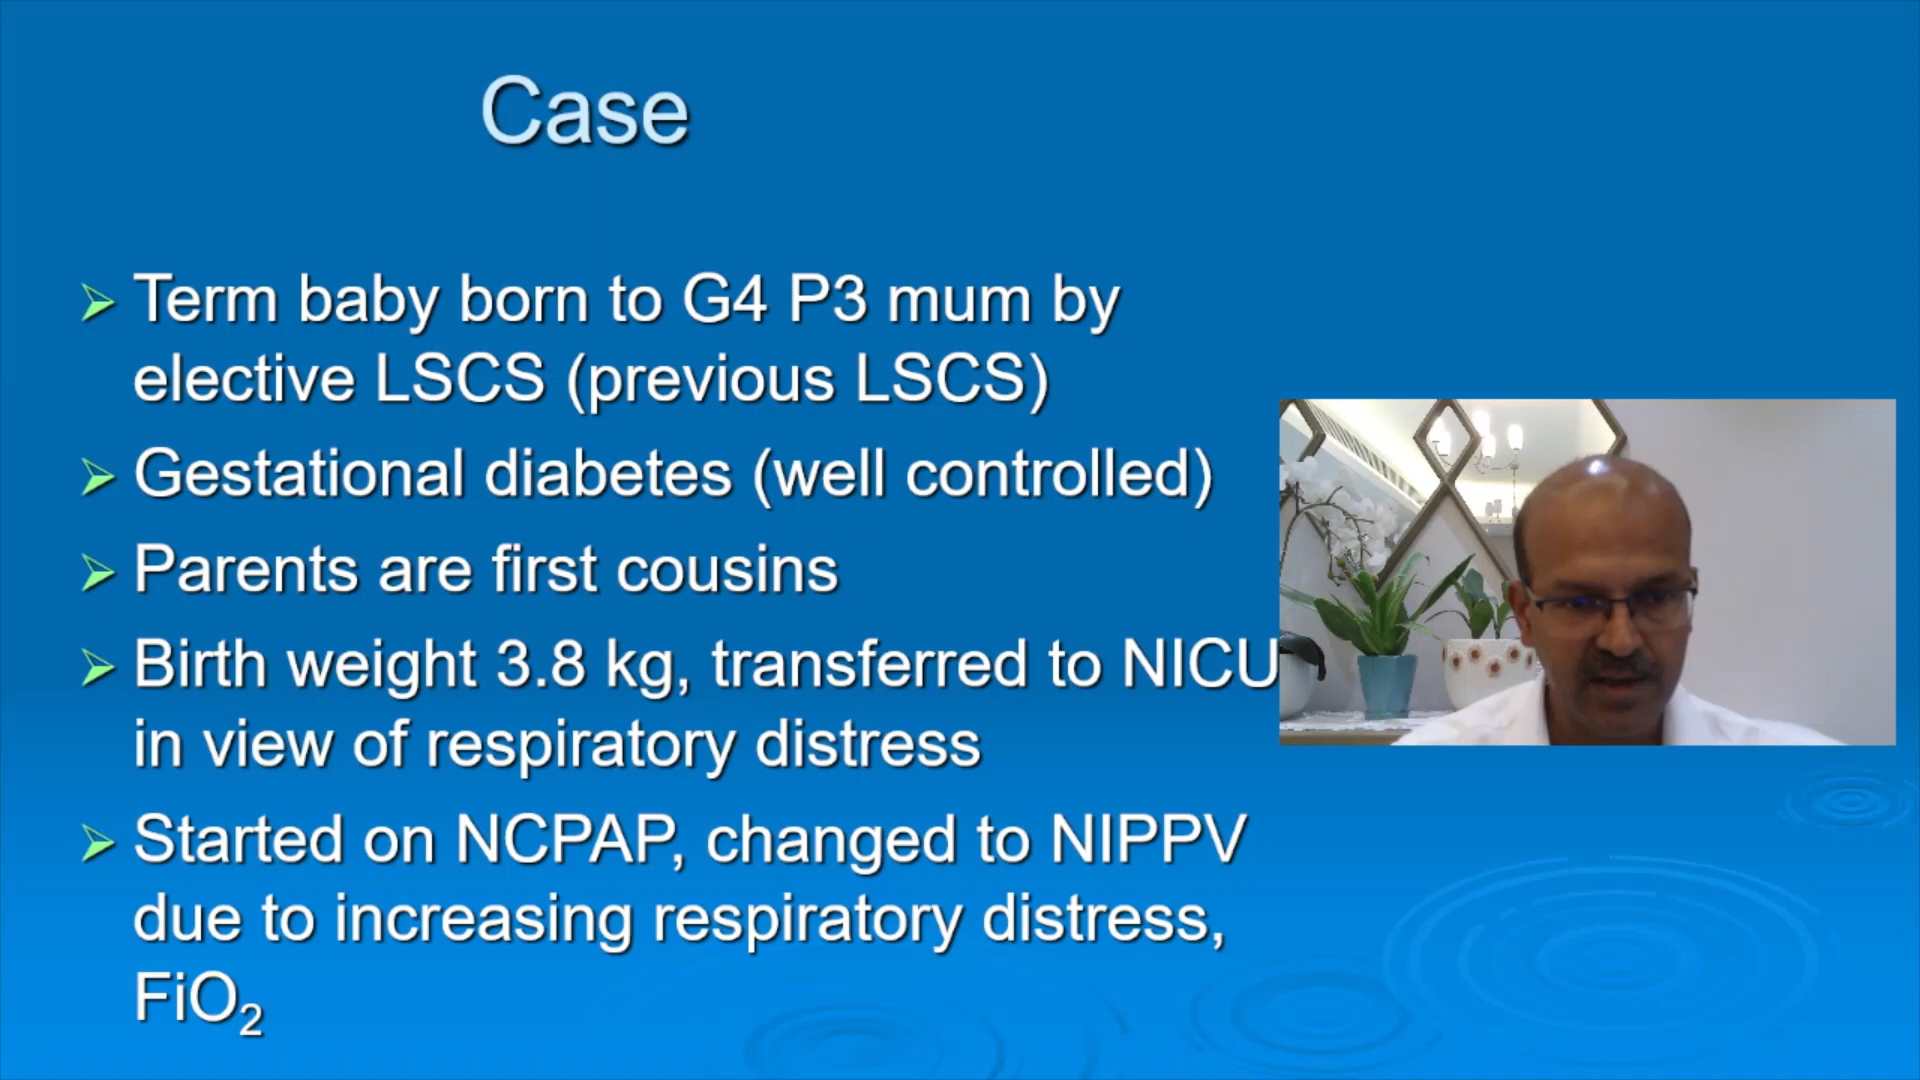 Case
Term baby born to G4 P3 mum by
elective LSCS (previous LSCS)
Gestational diabetes (well controlled)
Parents are first cousins
Birth weight 3.8 kg, transferred to NICU
in view of respiratory distress
Started on NCPAP, changed to NIPPV
due to increasing respiratory distress,
FiO₂